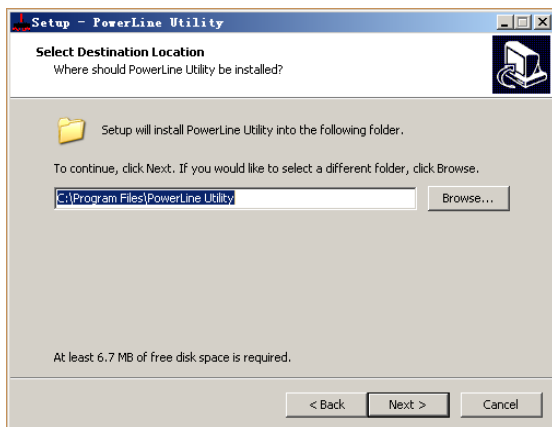 Setup - PowerLine Utility
Select Destination Location
Where should PowerLine Utility be installed?
Setup will install PowerLine Utility into the following folder.
To continue, click Next. If you would like to select a different folder, click Browse.
C:\Program Files\PowerLine Utility
Browse...
At least 6.7 MB of free disk space is required.
< Back
Next >
Cancel